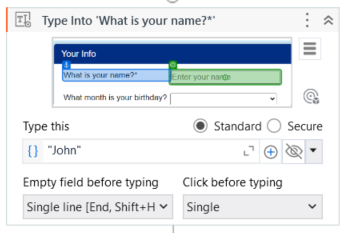 Type Into 'What is your name?*'
Your Info
What is your name?* Enter your name
What month is your birthday?
Type this Standard Secure
{} "John"
Empty field before typing Click before typing
Single line [End, Shift+H Single